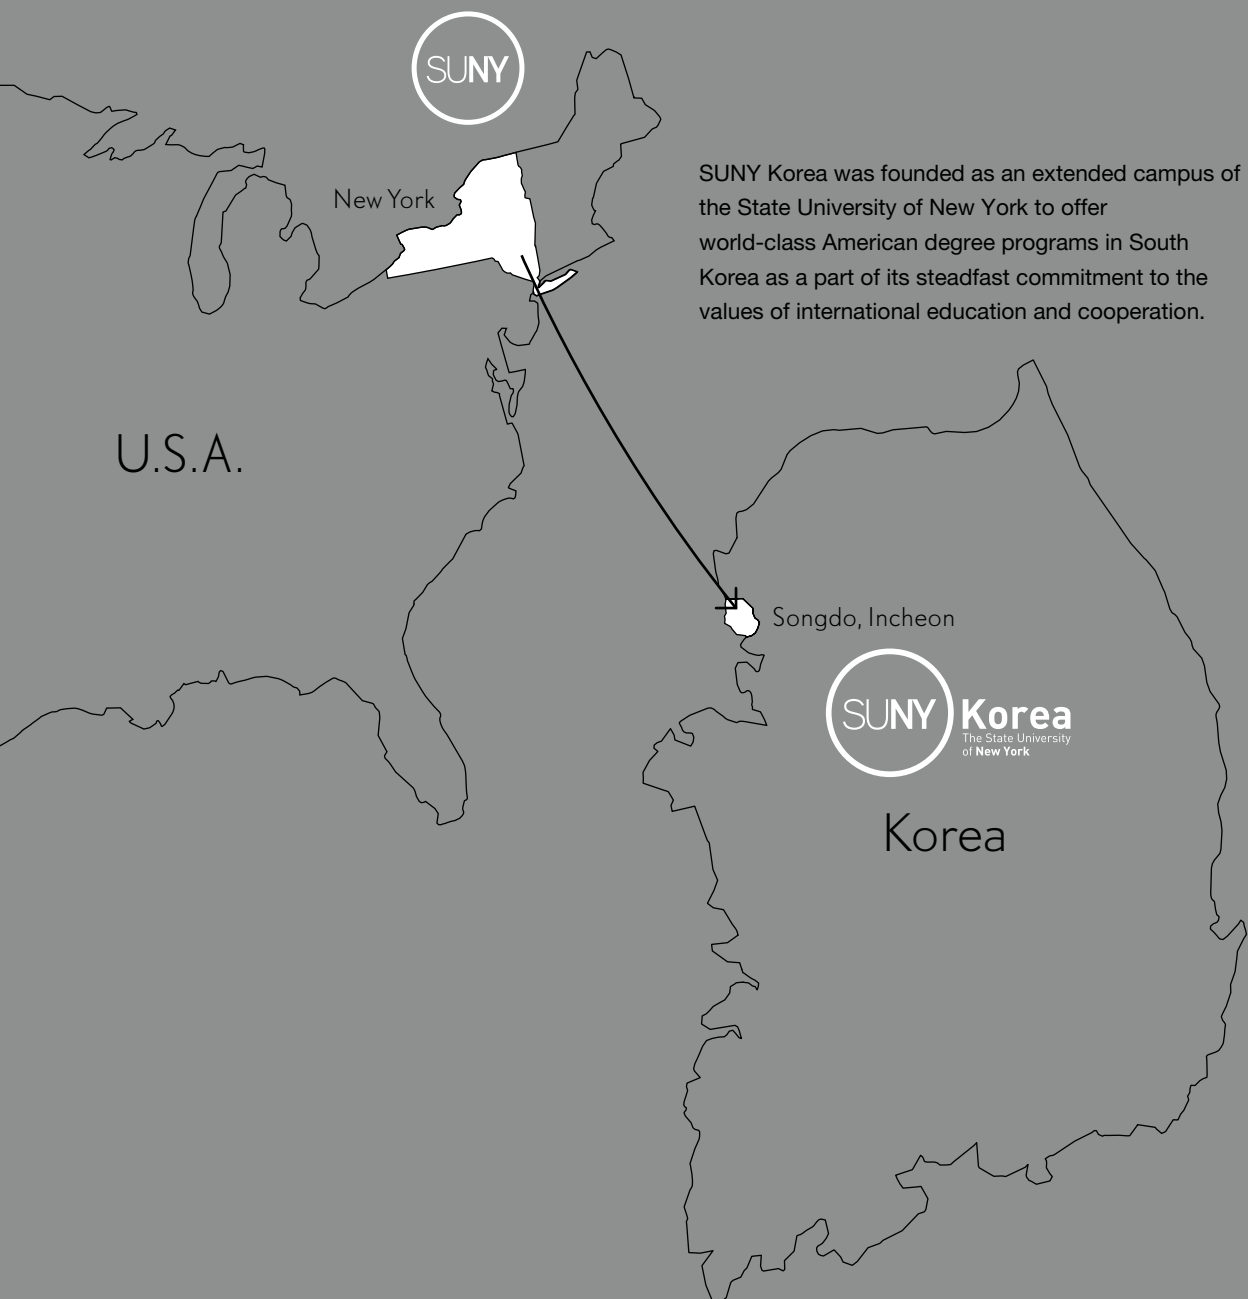 SUNY
New York
SUNY Korea was founded as an extended campus of
the State University of New York to offer
world-class American degree programs in South
Korea as a part of its steadfast commitment to the
values of international education and cooperation.
U.S.A.
Songdo, Incheon
SUNY Korea
The State University
of New York
Korea